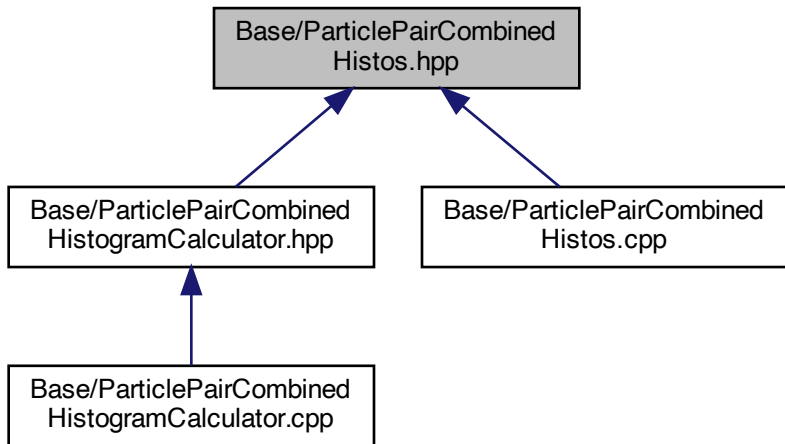 Base/ParticlePairCombined
Histos.hpp
Base/ParticlePairCombined
HistogramCalculator.hpp
Base/ParticlePairCombined
Histos.cpp
Base/ParticlePairCombined
HistogramCalculator.cpp